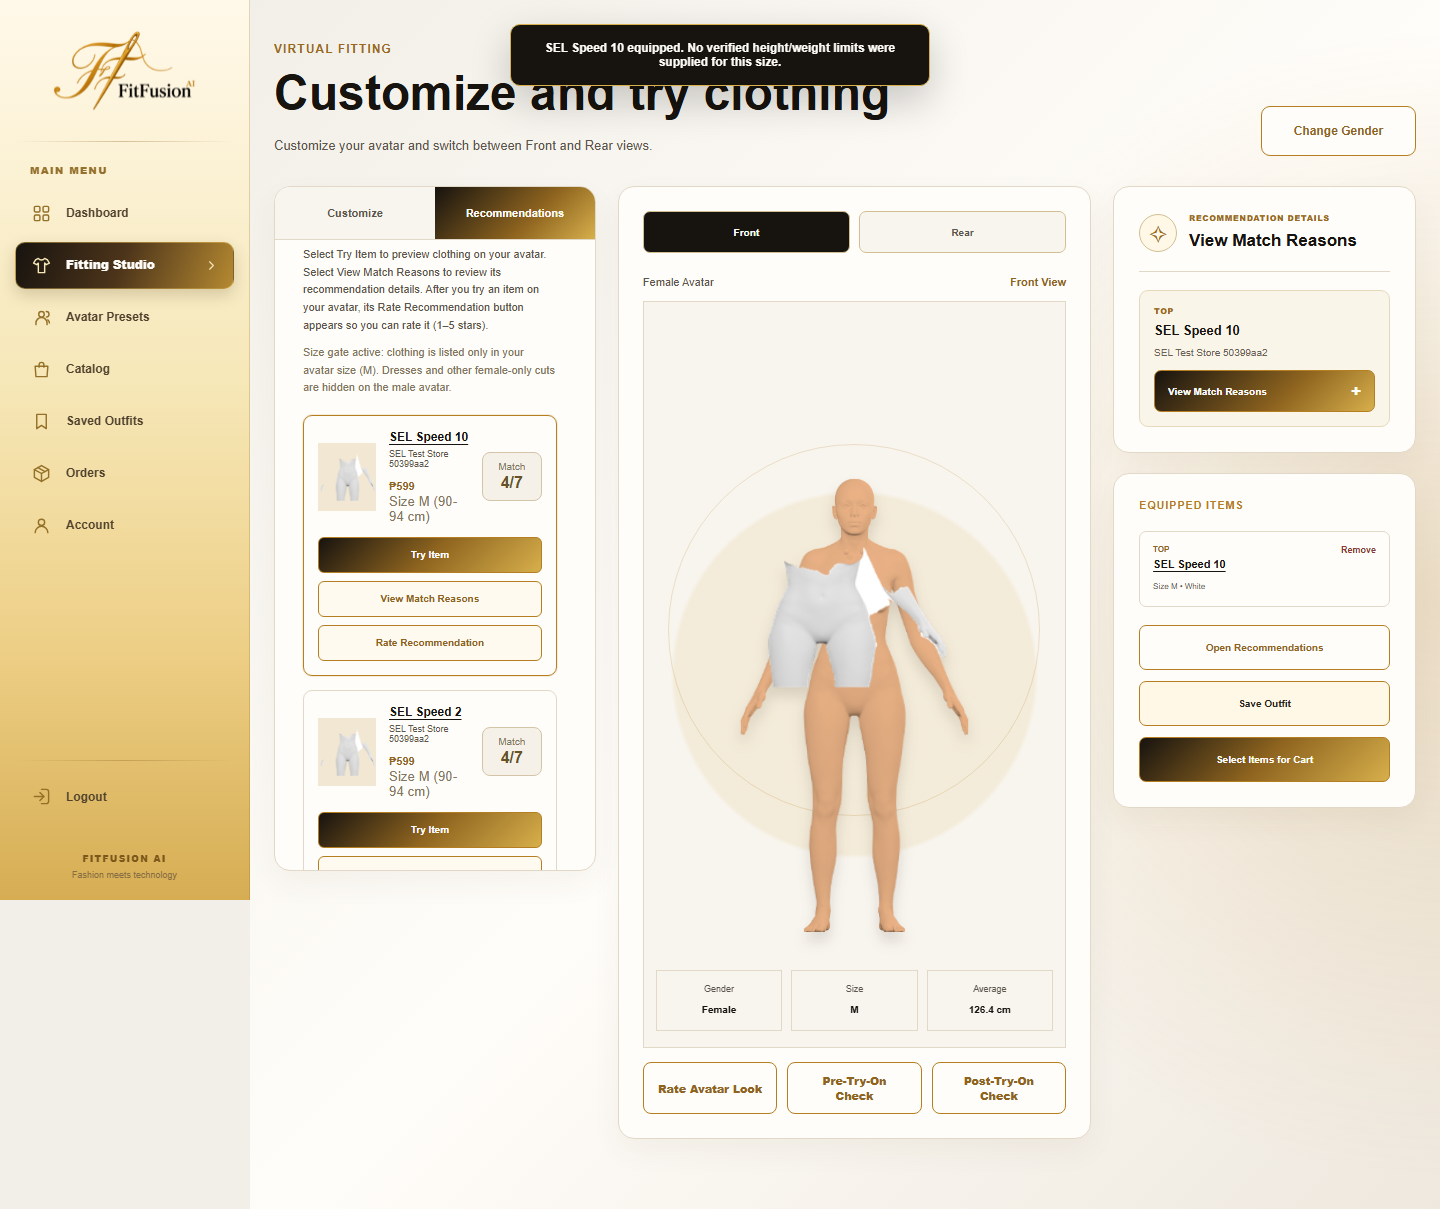 FitFusion AI
MAIN MENU
Dashboard
Fitting Studio
Avatar Presets
Catalog
Saved Outfits
Orders
Account
Logout
FITFUSION AI
Fashion meets technology
SEL Speed 10 equipped. No verified height/weight limits were
supplied for this size.
VIRTUAL FITTING
Customize and try clothing
Customize your avatar and switch between Front and Rear views.
Change Gender
Customize
Recommendations
Select Try Item to preview clothing on your avatar.
Select View Match Reasons to review its
recommendation details. After you try an item on
your avatar, its Rate Recommendation button
appears so you can rate it (1–5 stars).
Size gate active: clothing is listed only in your
avatar size (M). Dresses and other female-only cuts
are hidden on the male avatar.
SEL Speed 10
SEL Test Store
50399aa2
₱599
Size M (90-
94 cm)
Match
4/7
Try Item
View Match Reasons
Rate Recommendation
SEL Speed 2
SEL Test Store
50399aa2
₱599
Size M (90-
94 cm)
Match
4/7
Try Item
Front
Rear
Female Avatar
Front View
Gender
Female
Size
M
Average
126.4 cm
Rate Avatar Look
Pre-Try-On
Check
Post-Try-On
Check
RECOMMENDATION DETAILS
View Match Reasons
TOP
SEL Speed 10
SEL Test Store 50399aa2
View Match Reasons +
EQUIPPED ITEMS
TOP
SEL Speed 10
Size M • White
Remove
Open Recommendations
Save Outfit
Select Items for Cart